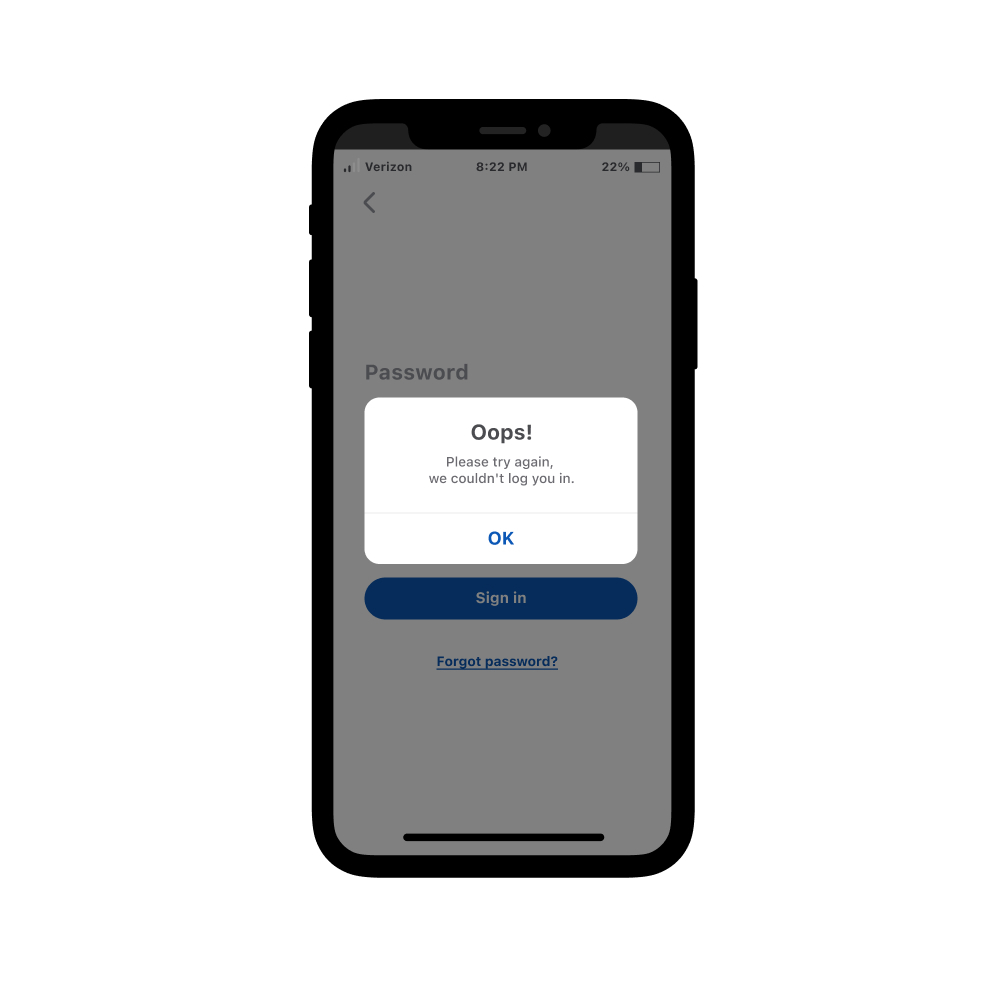 Verizon 8:22 PM 22%
Password
Oops!
Please try again,
we couldn't log you in.
OK
Sign in
Forgot password?